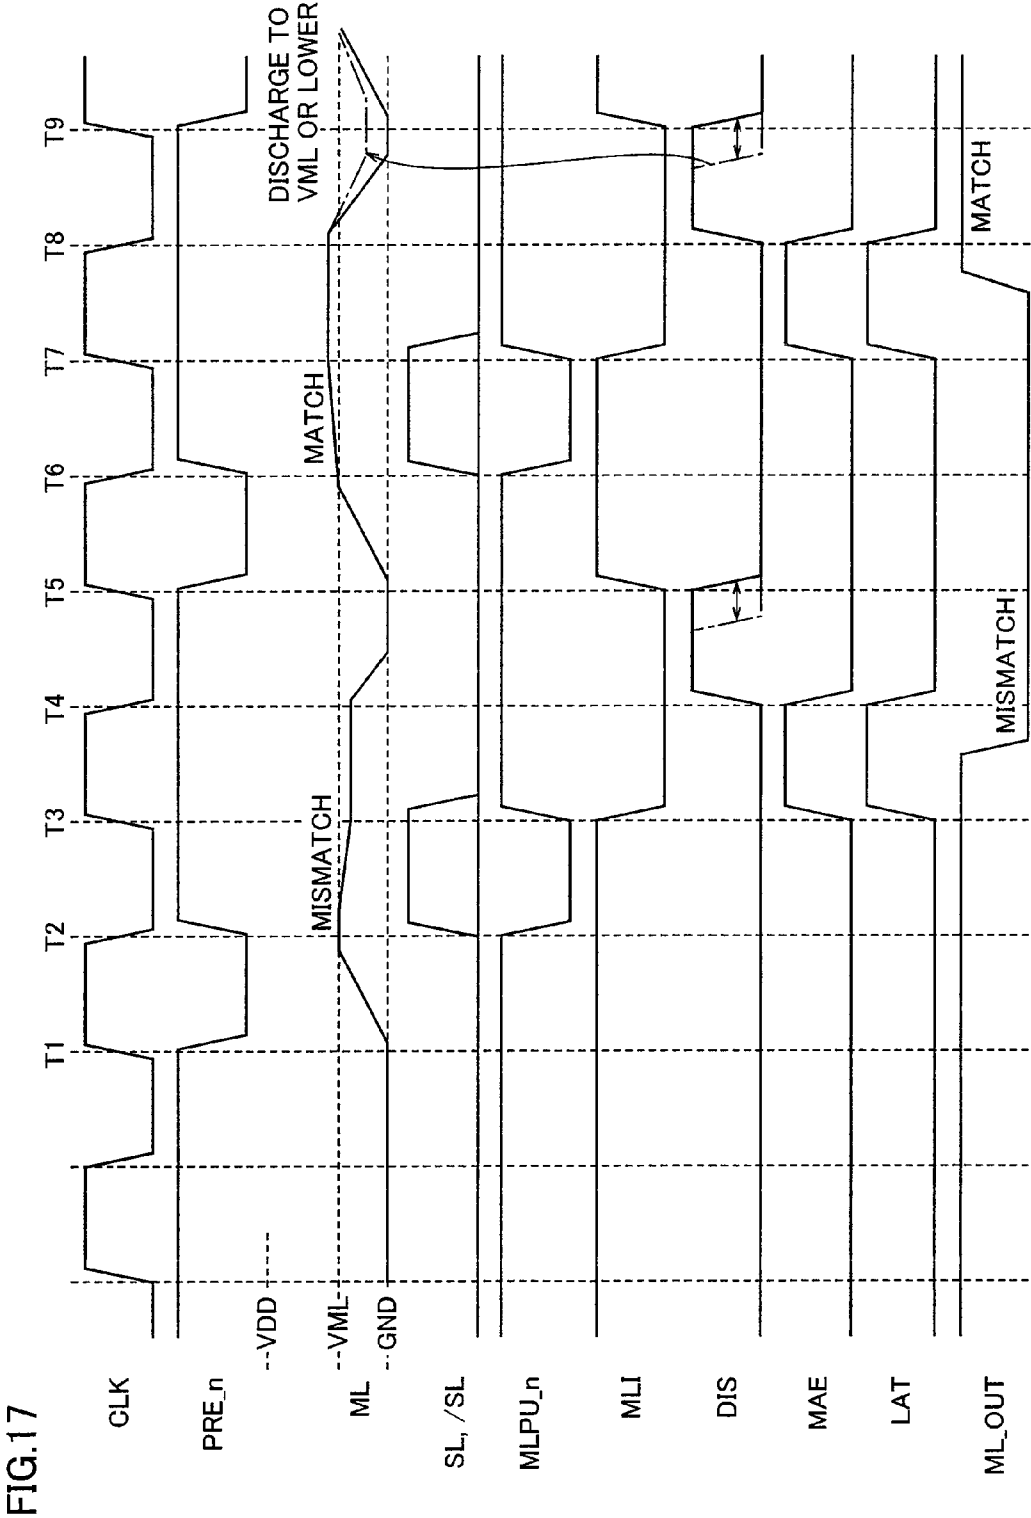 FIG.17
T1
T2
T3
T4
T5
T6
T7
T8
T9
CLK
PRE_n
VDD
VML
GND
ML
MISMATCH
MATCH
DISCHARGE TO
VML OR LOWER
SL, /SL
MLPU_n
MLI
DIS
MAE
LAT
ML_OUT
MISMATCH
MATCH